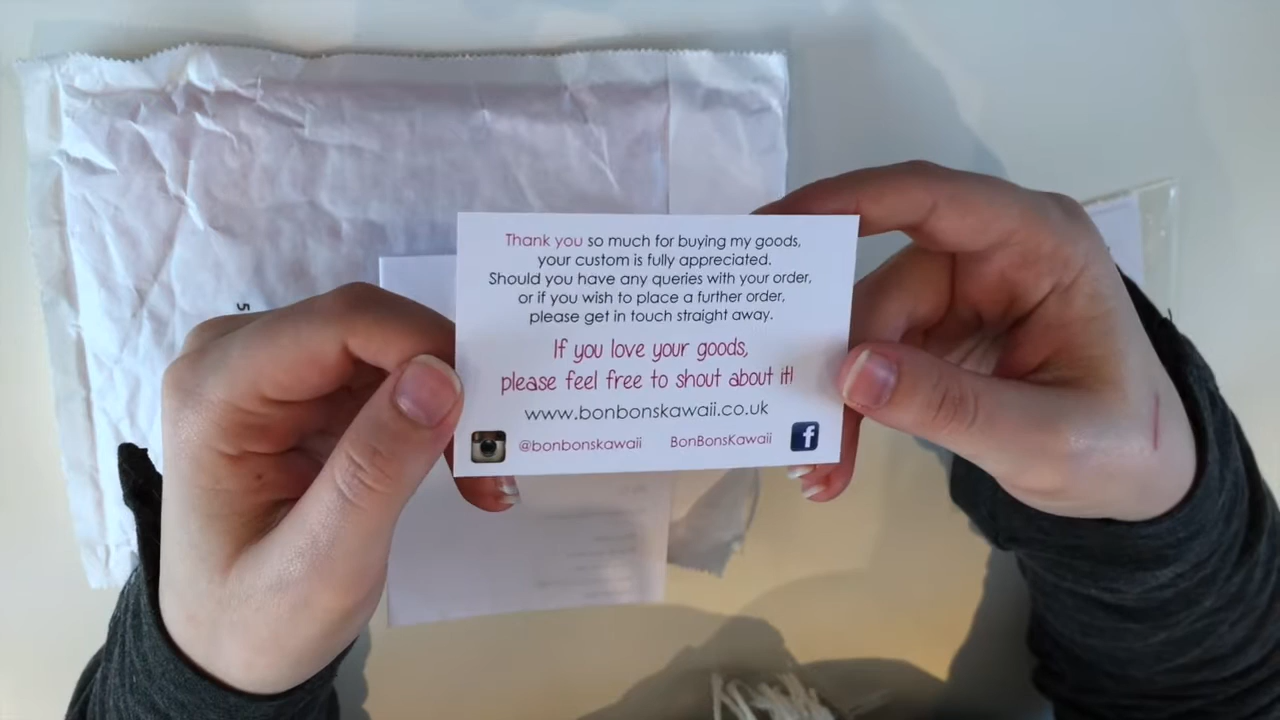 Thank you so much for buying my goods,
your custom is fully appreciated.
Should you have any queries with your order,
or if you wish to place a further order,
please get in touch straight away.
If you love your goods,
please feel free to shout about it!
www.bonbonskawaii.co.uk
@bonbonskawaii BonBonsKawaii
5